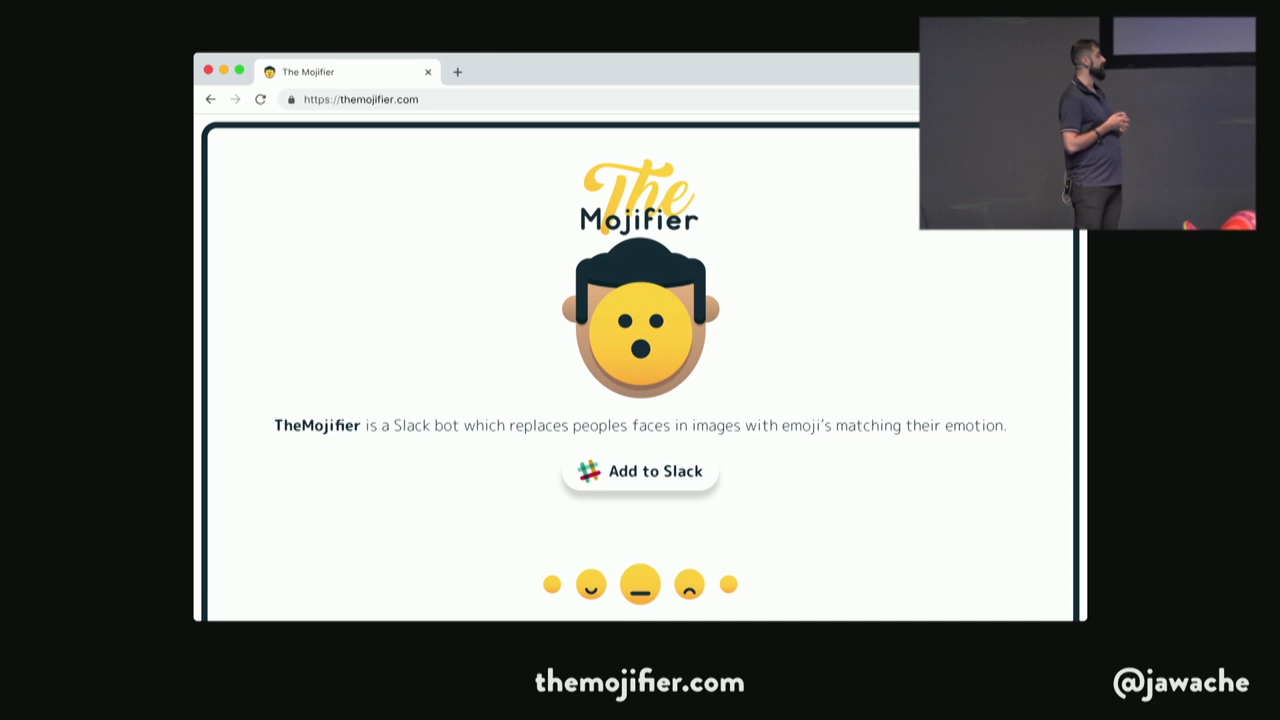 The Mojifier
https://themojifier.com
The
Mojifier
TheMojifier is a Slack bot which replaces peoples faces in images with emoji's matching their emotion.
Add to Slack
themojifier.com
@jawache